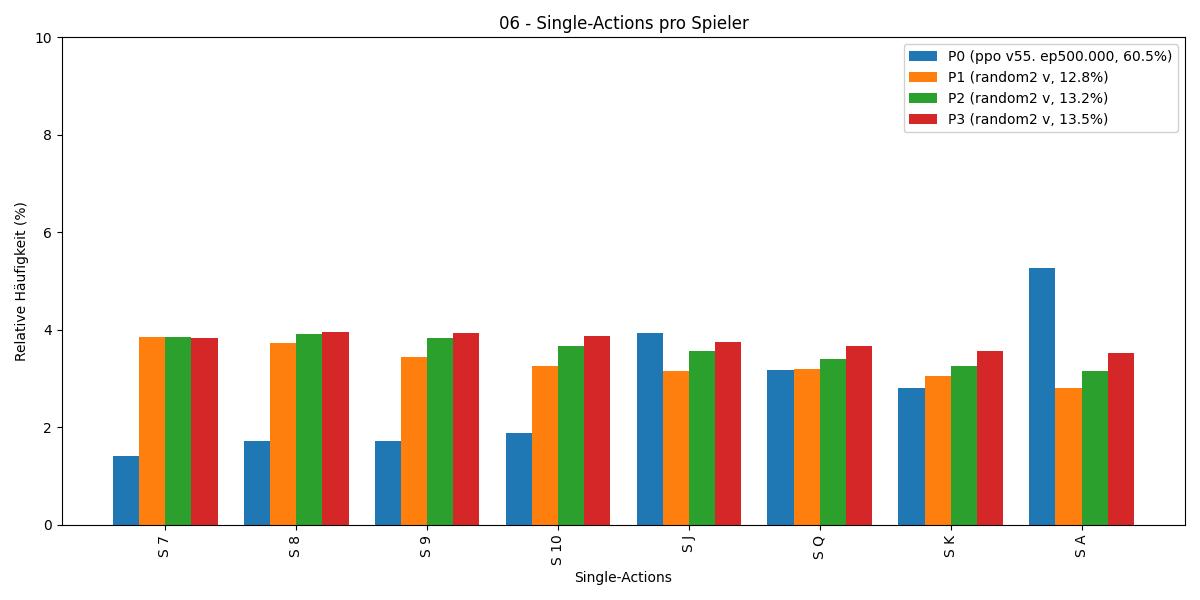 06 - Single-Actions pro Spieler
Relative Häufigkeit (%)
10
8
6
4
2
0
P0 (ppo v55. ep500.000, 60.5%)
P1 (random2 v, 12.8%)
P2 (random2 v, 13.2%)
P3 (random2 v, 13.5%)
S 7
S 8
S 9
S 10
S J
S Q
S K
S A
Single-Actions